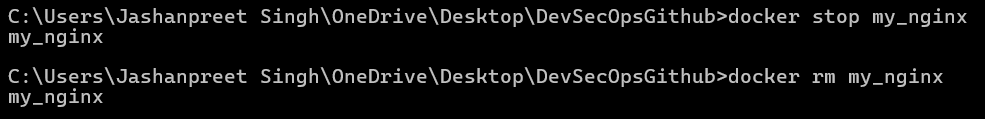 C:\Users\Jashanpreet Singh\OneDrive\Desktop\DevSecOpsGithub>docker stop my_nginx
my_nginx
C:\Users\Jashanpreet Singh\OneDrive\Desktop\DevSecOpsGithub>docker rm my_nginx
my_nginx